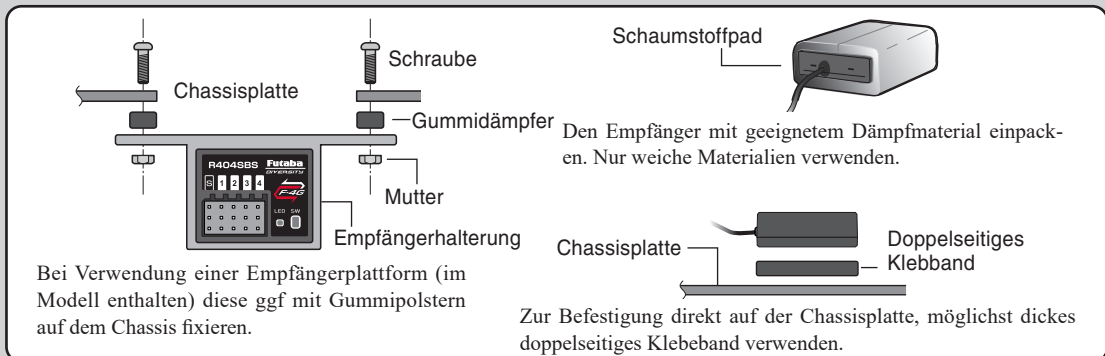 Schraube
Chassisplatte
Gummidämpfer
R404SBS Futaba
DIVERSITY
S 1 2 3 4
F-4G
LED SW
Mutter
Empfängerhalterung
Bei Verwendung einer Empfängerplattform (im
Modell enthalten) diese ggf mit Gummipolstern
auf dem Chassis fixieren.
Schaumstoffpad
Den Empfänger mit geeignetem Dämpfmaterial einpack-
en. Nur weiche Materialien verwenden.
Chassisplatte
Doppelseitiges
Klebband
Zur Befestigung direkt auf der Chassisplatte, möglichst dickes
doppelseitiges Klebeband verwenden.